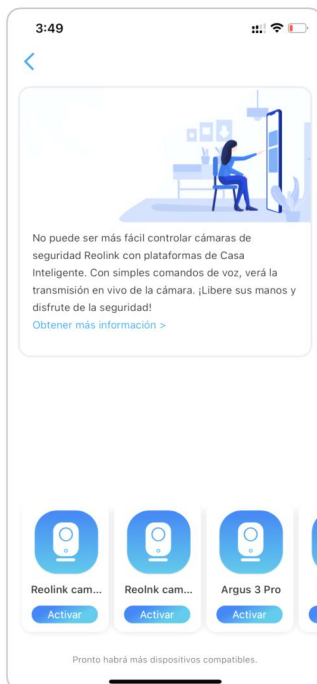 3:49
No puede ser más fácil controlar cámaras de
seguridad Reolink con plataformas de Casa
Inteligente. Con simples comandos de voz, verá la
transmisión en vivo de la cámara. ¡Libere sus manos y
disfrute de la seguridad!
Obtener más información >
Reolink cam... Reolnk cam... Argus 3 Pro
Activar Activar Activar
Pronto habrá más dispositivos compatibles.